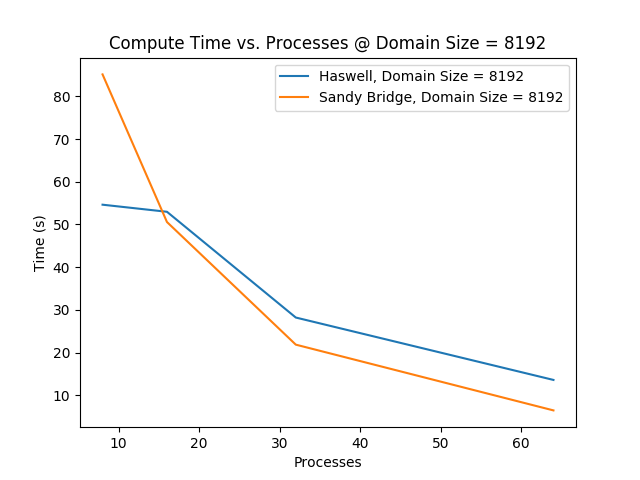 Compute Time vs. Processes @ Domain Size = 8192
Haswell, Domain Size = 8192
Sandy Bridge, Domain Size = 8192
80
70
60
50
40
30
20
10
Time (s)
10 20 30 40 50 60
Processes